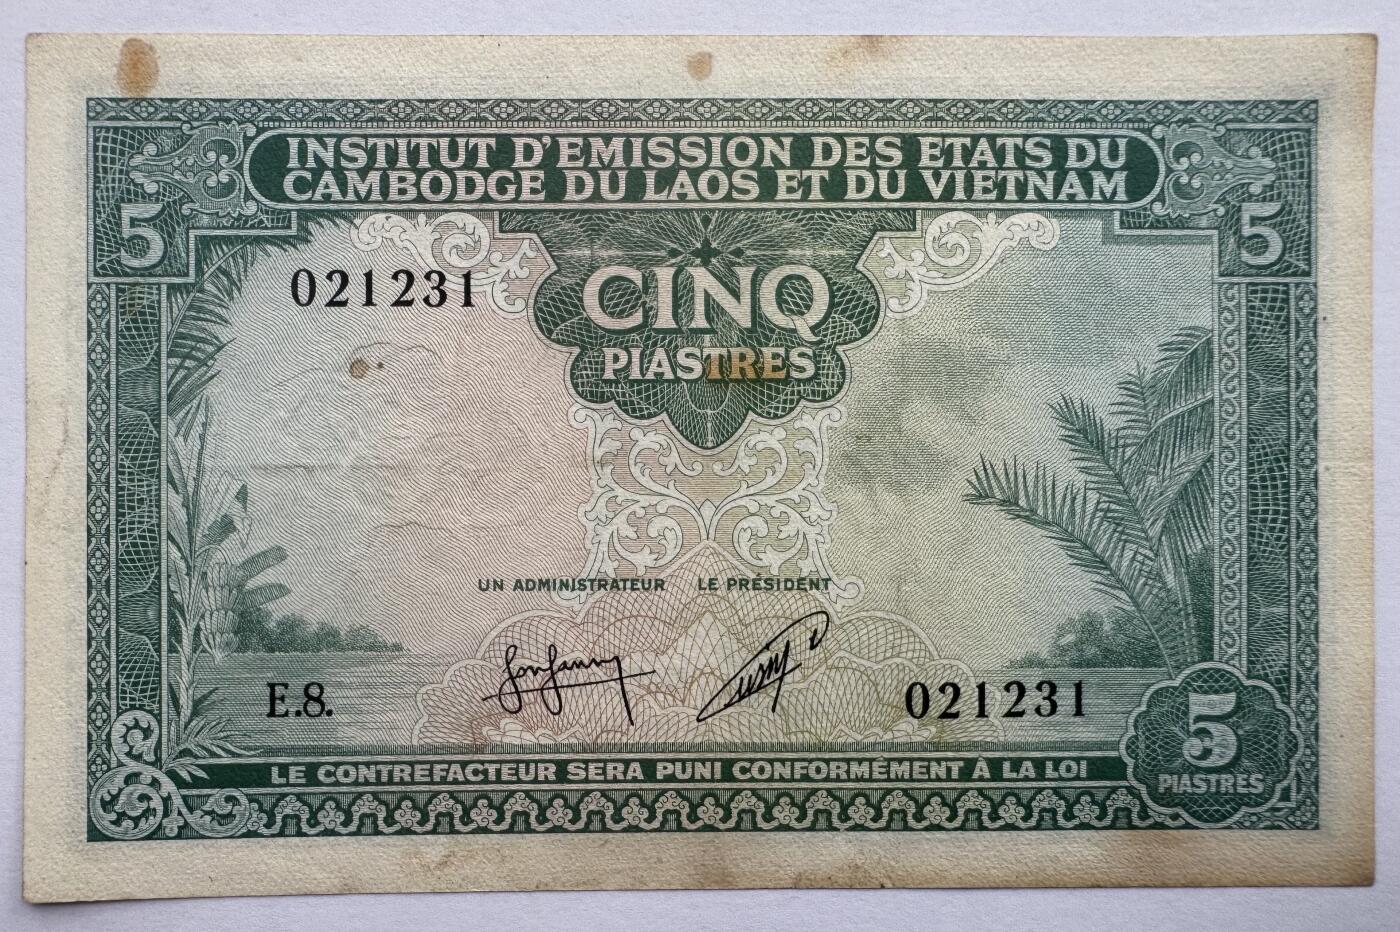 INSTITUT D'EMISSION DES ETATS DU
CAMBODGE DU LAOS ET DU VIETNAM
5
5
021231
CINQ
PIASTRES
UN ADMINISTRATEUR LE PRÉSIDENT
E.8.
021231
5
PIASTRES
LE CONTREFACTEUR SERA PUNI CONFORMÉMENT À LA LOI